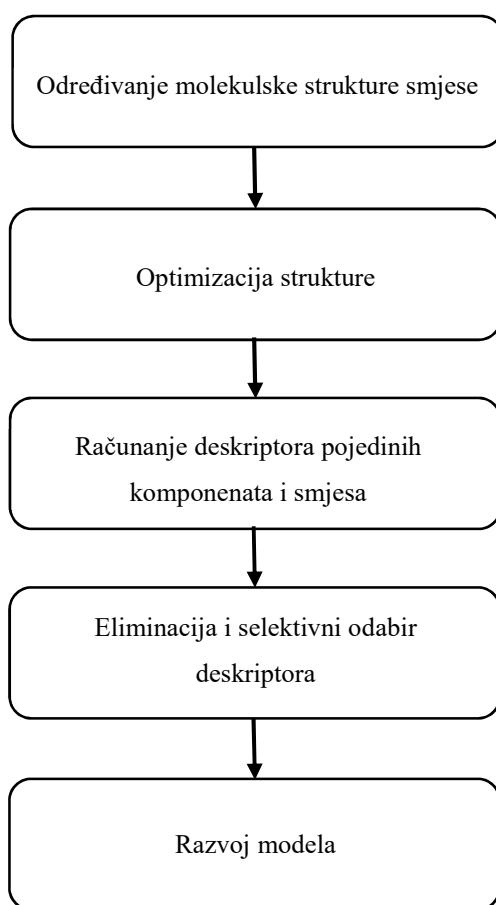 Određivanje molekulske strukture smjese
Optimizacija strukture
Računanje deskriptora pojedinih
komponenata i smjesa
Eliminacija i selektivni odabir
deskriptora
Razvoj modela